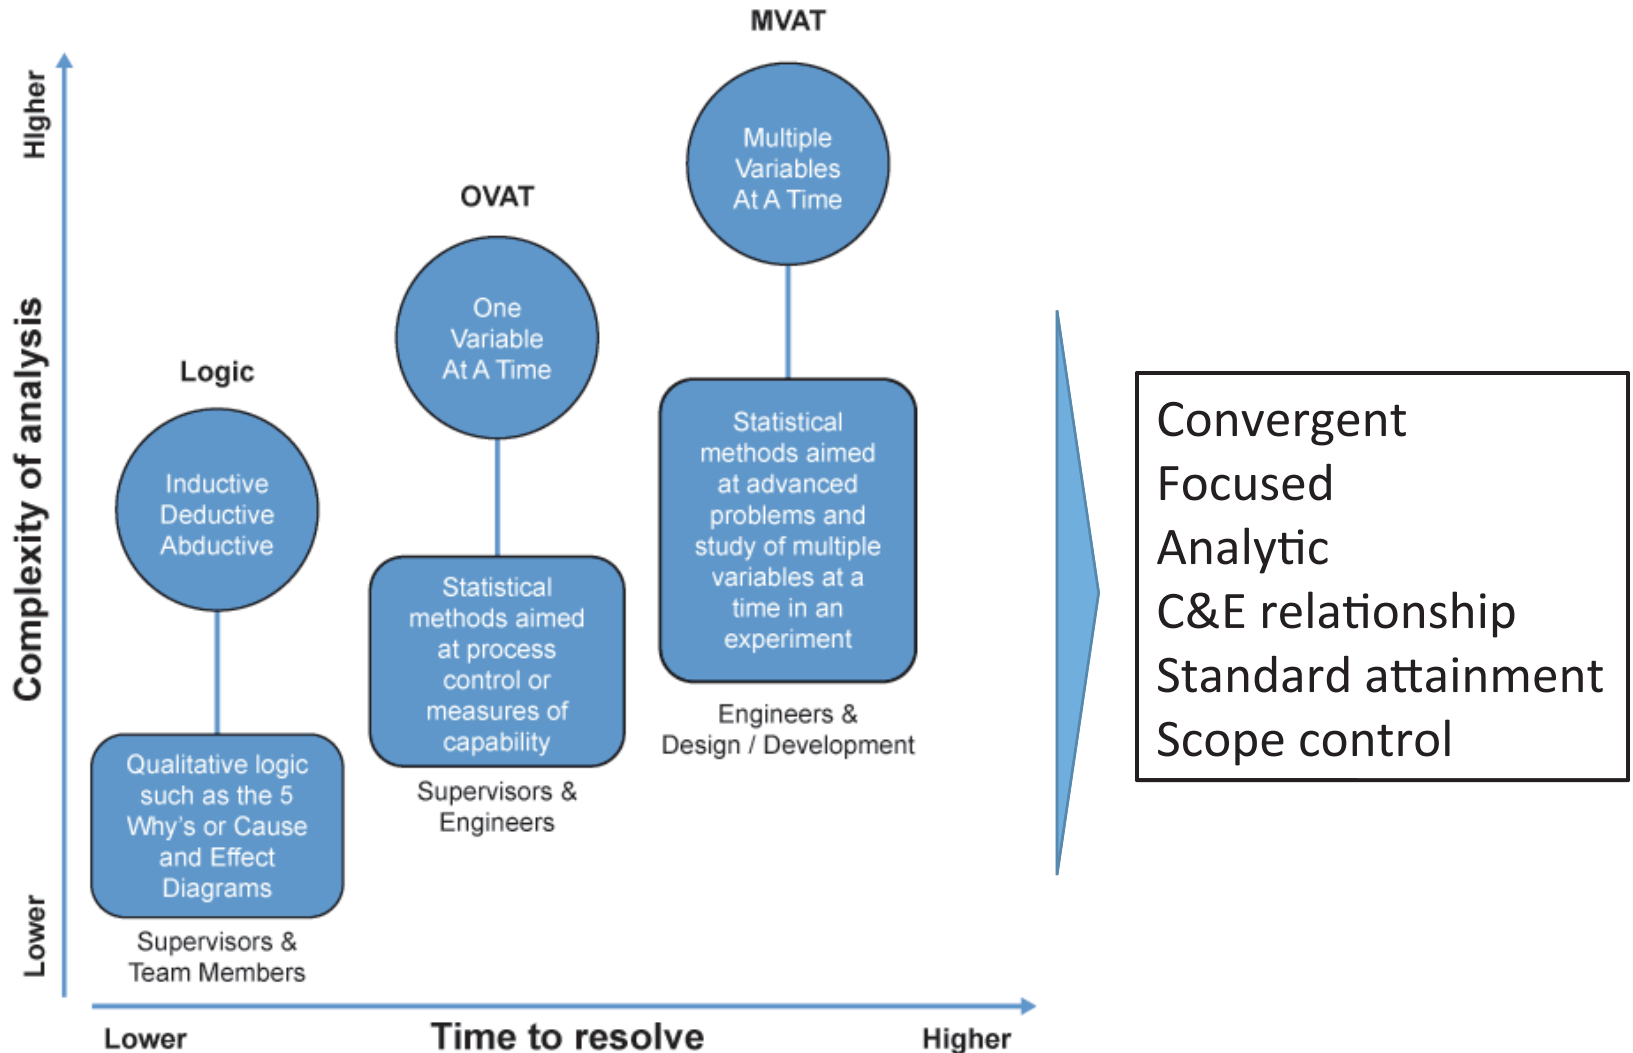 MVAT
Multiple
Variables
At A Time
Statistical
methods aimed
at advanced
problems and
study of multiple
variables at a
time in an
experiment
Engineers &
Design / Development
OVAT
One
Variable
At A Time
Statistical
methods aimed
at process
control or
measures of
capability
Supervisors &
Engineers
Logic
Inductive
Deductive
Abductive
Qualitative logic
such as the 5
Why's or Cause
and Effect
Diagrams
Supervisors &
Team Members
HIgher
Complexity of analysis
Lower
Lower
Time to resolve
Higher
Convergent
Focused
Analytic
C&E relationship
Standard attainment
Scope control